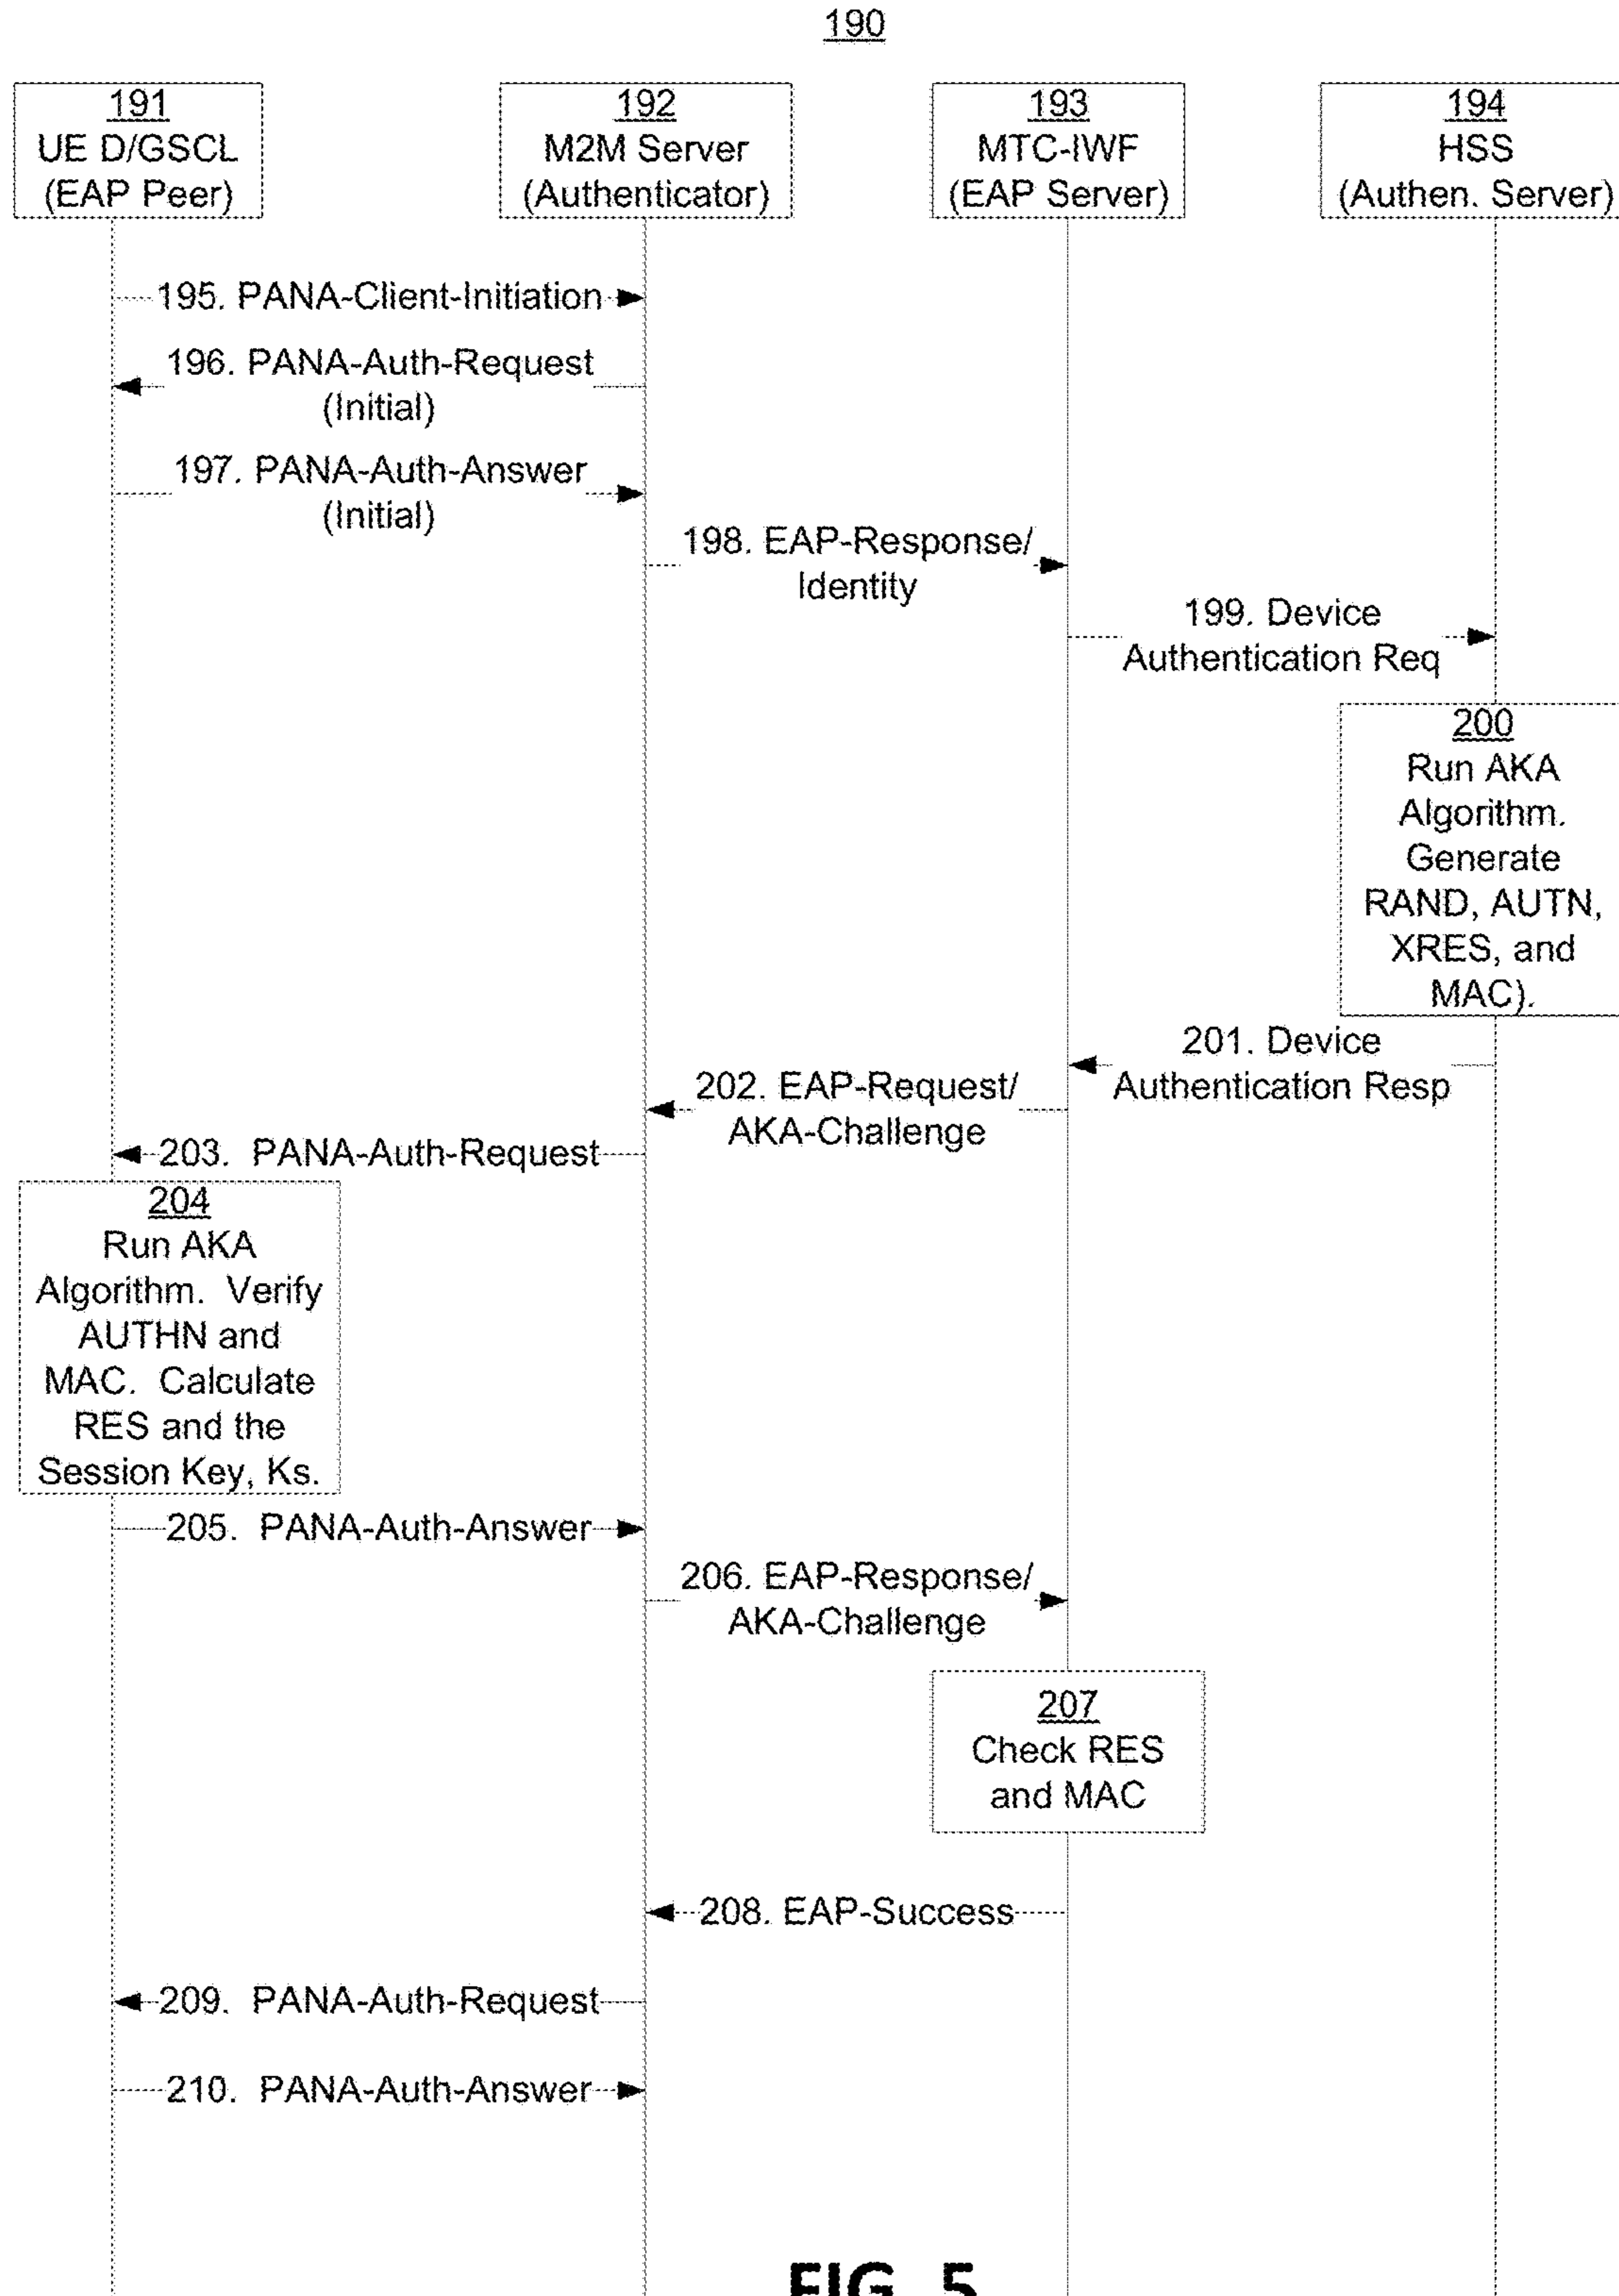 190
191
UE D/GSCL
(EAP Peer)
192
M2M Server
(Authenticator)
193
MTC-IWF
(EAP Server)
194
HSS
(Authen. Server)
195. PANA-Client-Initiation
196. PANA-Auth-Request
(Initial)
197. PANA-Auth-Answer
(Initial)
198. EAP-Response/
Identity
199. Device
Authentication Req
200
Run AKA
Algorithm.
Generate
RAND, AUTN,
XRES, and
MAC).
201. Device
Authentication Resp
202. EAP-Request/
AKA-Challenge
203. PANA-Auth-Request
204
Run AKA
Algorithm. Verify
AUTHN and
MAC. Calculate
RES and the
Session Key, Ks.
205. PANA-Auth-Answer
206. EAP-Response/
AKA-Challenge
207
Check RES
and MAC
208. EAP-Success
209. PANA-Auth-Request
210. PANA-Auth-Answer
FIG. 5